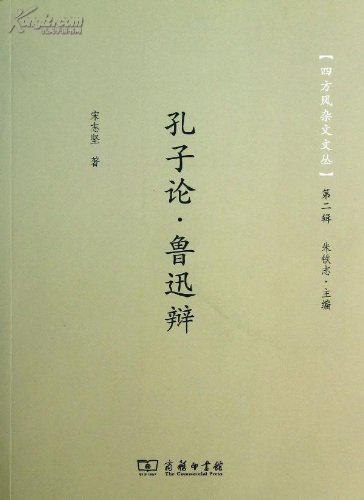 Kongfz.com
孔夫子旧书网
【四方风杂文文丛】 第二辑 朱铁志·主编
孔子论·鲁迅辩
宋志坚 著
商务印书馆
The Commercial Press